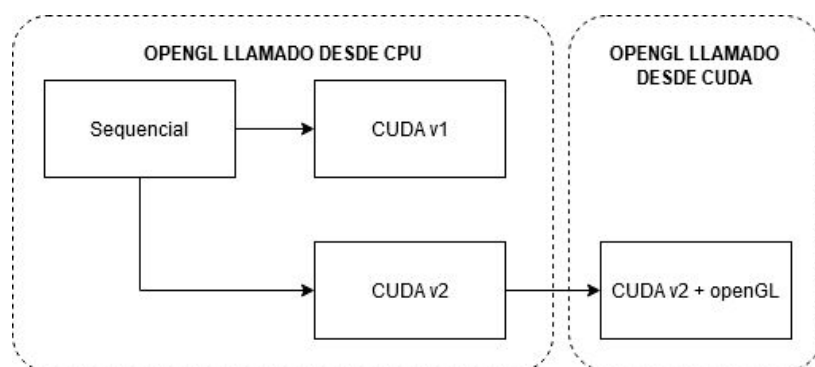 OPENGL LLAMADO DESDE CPU
OPENGL LLAMADO
DESDE CUDA
Sequencial
CUDA v1
CUDA v2
CUDA v2 + openGL